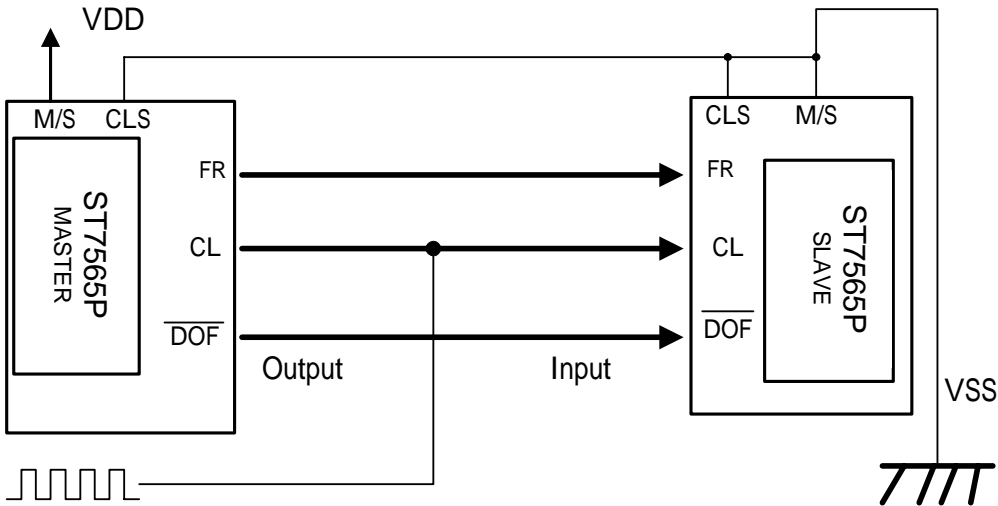 VDD
M/S CLS
CLS M/S
FR
FR
ST7565P
MASTER
ST7565P
SLAVE
CL
CL
DOF
DOF
Output Input
VSS